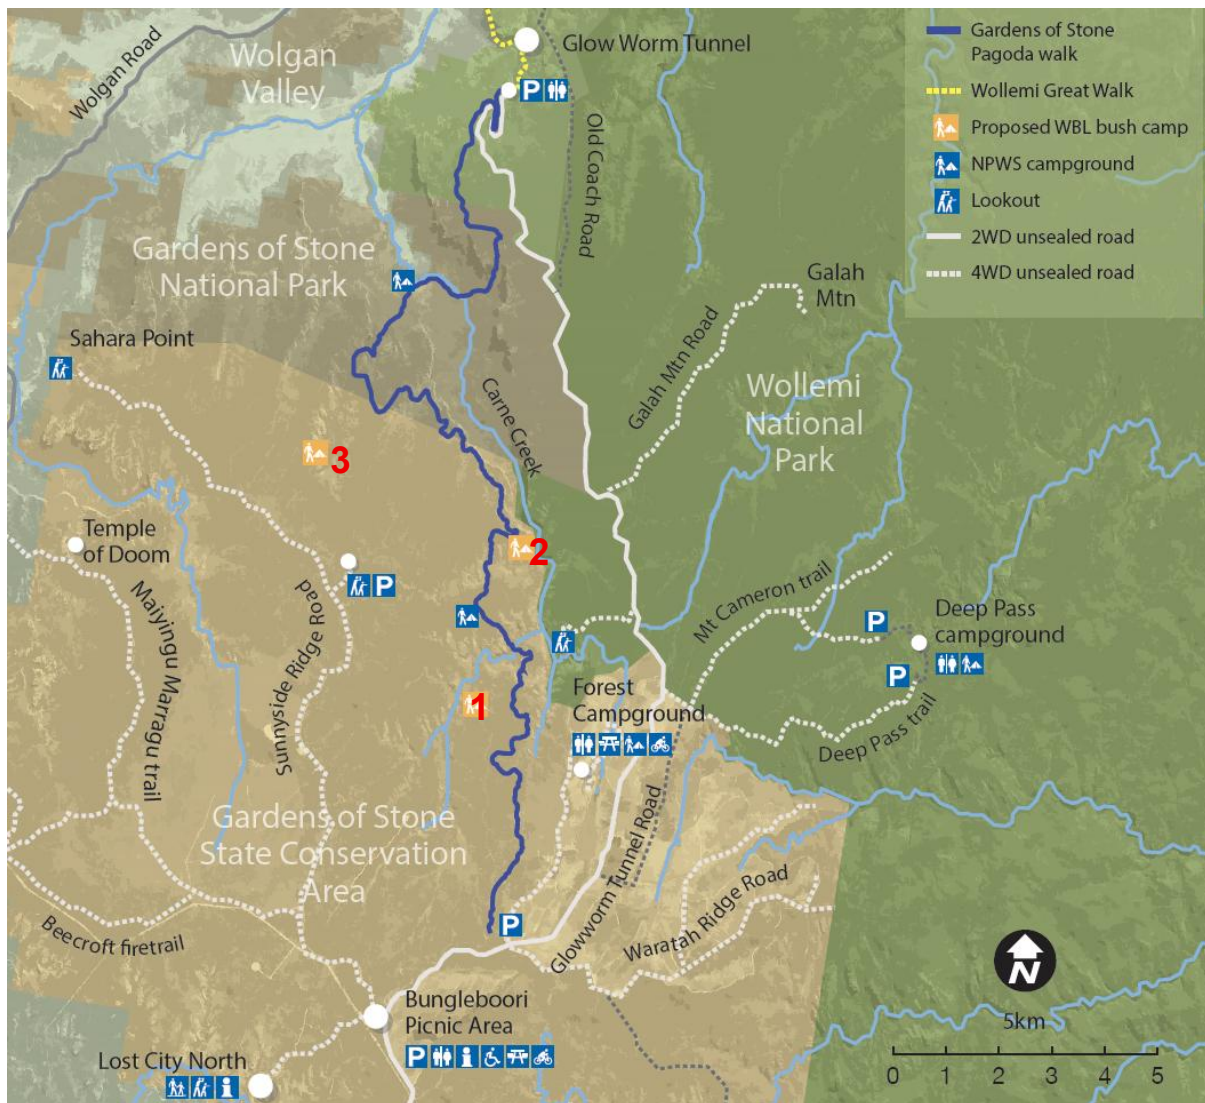 Wolgan Road
Wolgan
Valley
Glow Worm Tunnel
P
Old Coach Road
Gardens of Stone
Pagoda walk
Wollemi Great Walk
Proposed WBL bush camp
NPWS campground
Lookout
2WD unsealed road
4WD unsealed road
Gardens of Stone
National Park
Galah
Mtn
Sahara Point
Galah Mtn Road
Carne Creek
Wollemi
National
Park
3
Temple
of Doom
2
P
Maiyingu Marragu trail
Sunnyside Ridge Road
Mt Cameron trail
P
Deep Pass
campground
P
Deep Pass trail
1
Forest
Campground
Gardens of Stone
State Conservation
Area
Glowworm Tunnel Road
Waratah Ridge Road
P
Beecroft firetrail
N
Bungleboori
Picnic Area
P i
Lost City North
i
5km
0 1 2 3 4 5